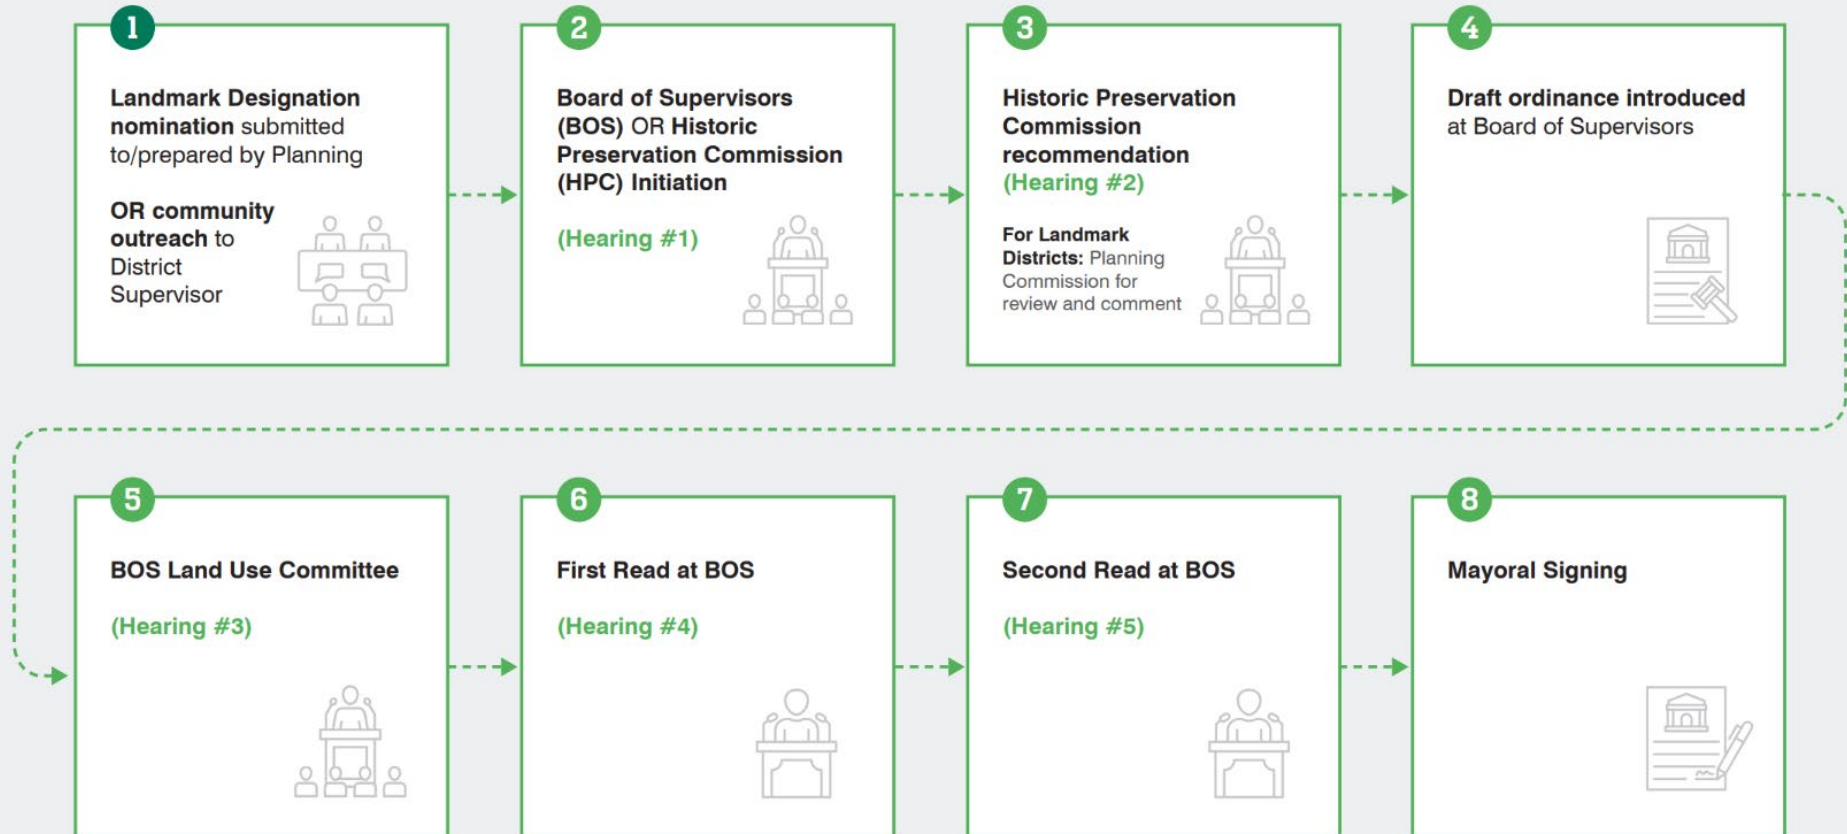 1
Landmark Designation
nomination submitted
to/prepared by Planning
OR community
outreach to
District
Supervisor
2
Board of Supervisors
(BOS) OR Historic
Preservation Commission
(HPC) Initiation
(Hearing #1)
3
Historic Preservation
Commission
recommendation
(Hearing #2)
For Landmark
Districts: Planning
Commission for
review and comment
4
Draft ordinance introduced
at Board of Supervisors
5
BOS Land Use Committee
(Hearing #3)
6
First Read at BOS
(Hearing #4)
7
Second Read at BOS
(Hearing #5)
8
Mayoral Signing